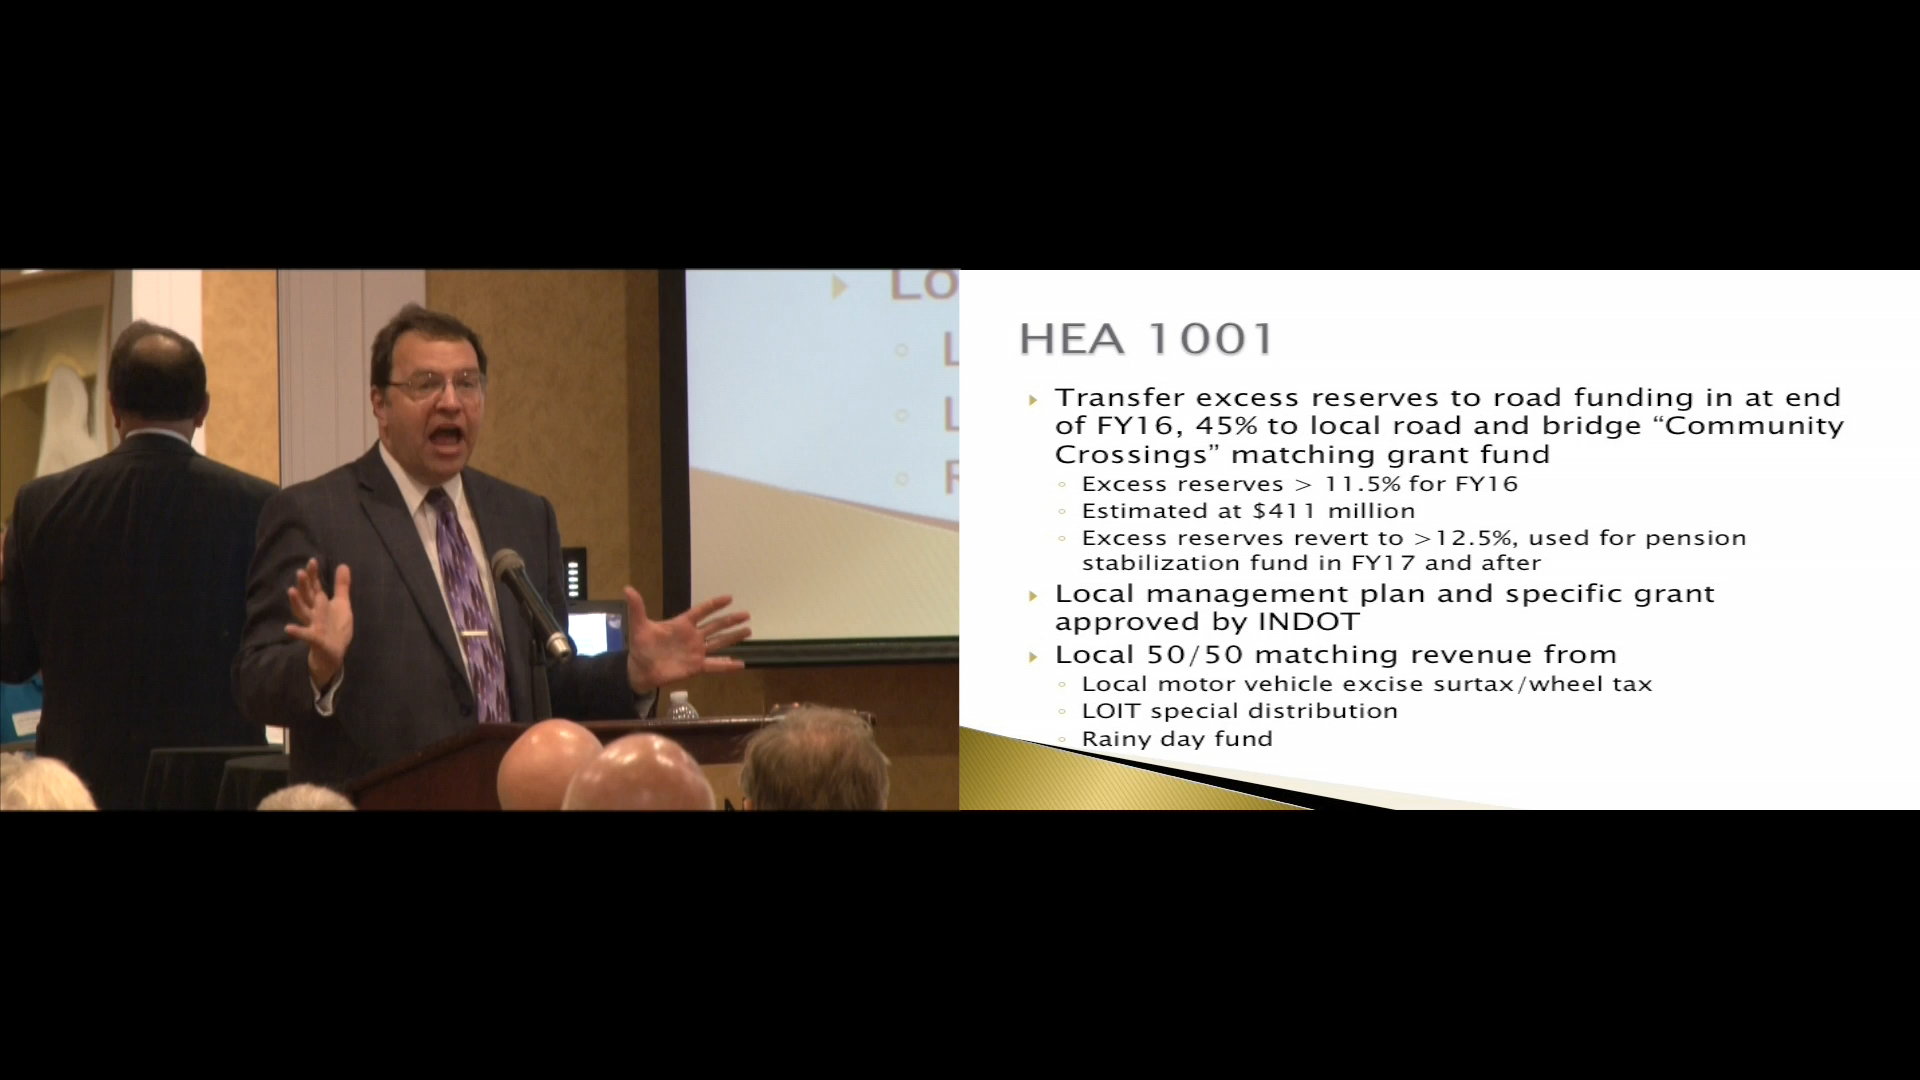 LO
L
L
R
HEA 1001
Transfer excess reserves to road funding in at end
of FY16, 45% to local road and bridge “Community
Crossings” matching grant fund
Excess reserves > 11.5% for FY16
Estimated at $411 million
Excess reserves revert to >12.5%, used for pension
stabilization fund in FY17 and after
Local management plan and specific grant
approved by INDOT
Local 50/50 matching revenue from
Local motor vehicle excise surtax/wheel tax
LOIT special distribution
Rainy day fund